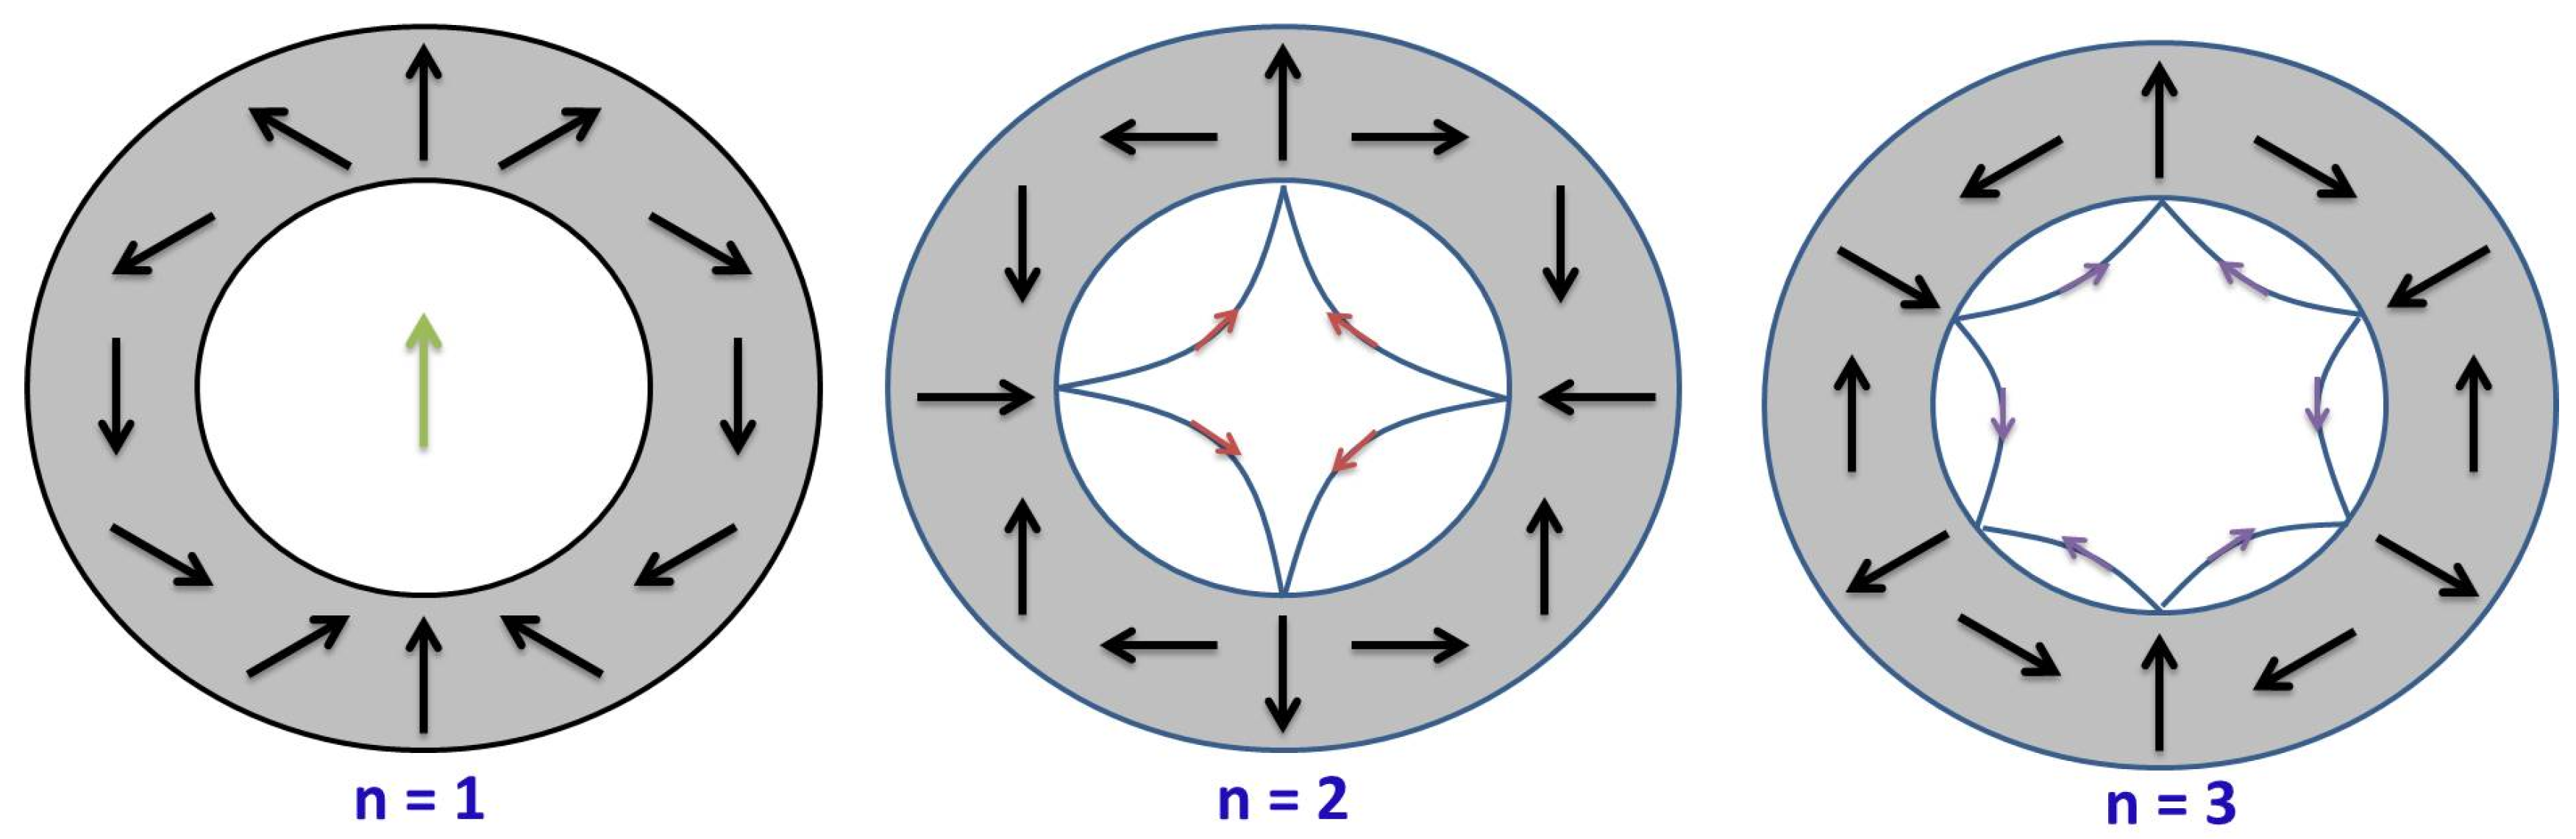 n = 1
n = 2
n = 3